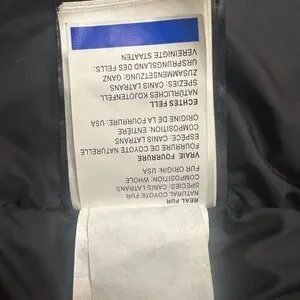 REAL FUR
NATURAL COYOTE FUR
SPECIES: CANIS LATRANS
COMPOSITION: WHOLE
FUR ORIGIN: USA
VRAIE FOURRURE
FOURRURE DE COYOTE NATURELLE
ESPÈCE: CANIS LATRANS
COMPOSITION: ENTIÈRE
ORIGINE DE LA FOURRURE: USA
ECHTES FELL
NATÜRLICHES KOJOTENFELL
SPEZIES: CANIS LATRANS
ZUSAMMENSETZUNG: GANZ
URSPRUNGSLAND DES FELLS:
VEREINIGTE STAATEN